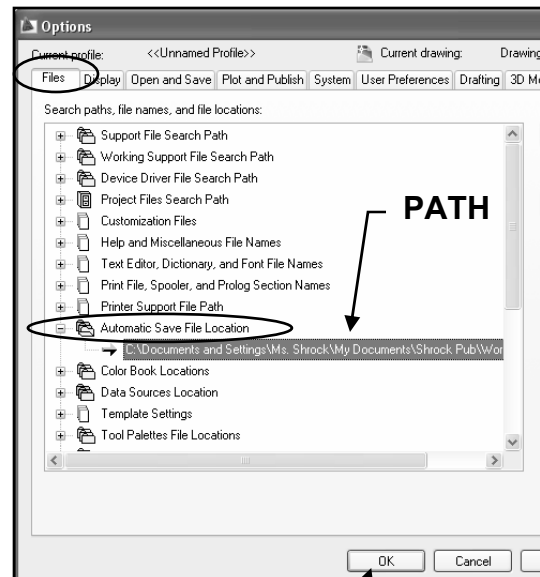 Options
Current profile: <<Unnamed Profile>> Current drawing: Drawing
Files Display Open and Save Plot and Publish System User Preferences Drafting 3D Mo
Search paths, file names, and file locations:
Support File Search Path
Working Support File Search Path
Device Driver File Search Path
Project Files Search Path
PATH
Customization Files
Help and Miscellaneous File Names
Text Editor, Dictionary, and Font File Names
Print File, Spooler, and Prolog Section Names
Printer Support File Path
Automatic Save File Location
C:\Documents and Settings\Ms. Shrock\My Documents\Shrock Pub\Wor
Color Book Locations
Data Sources Location
Template Settings
Tool Palettes File Locations
OK Cancel